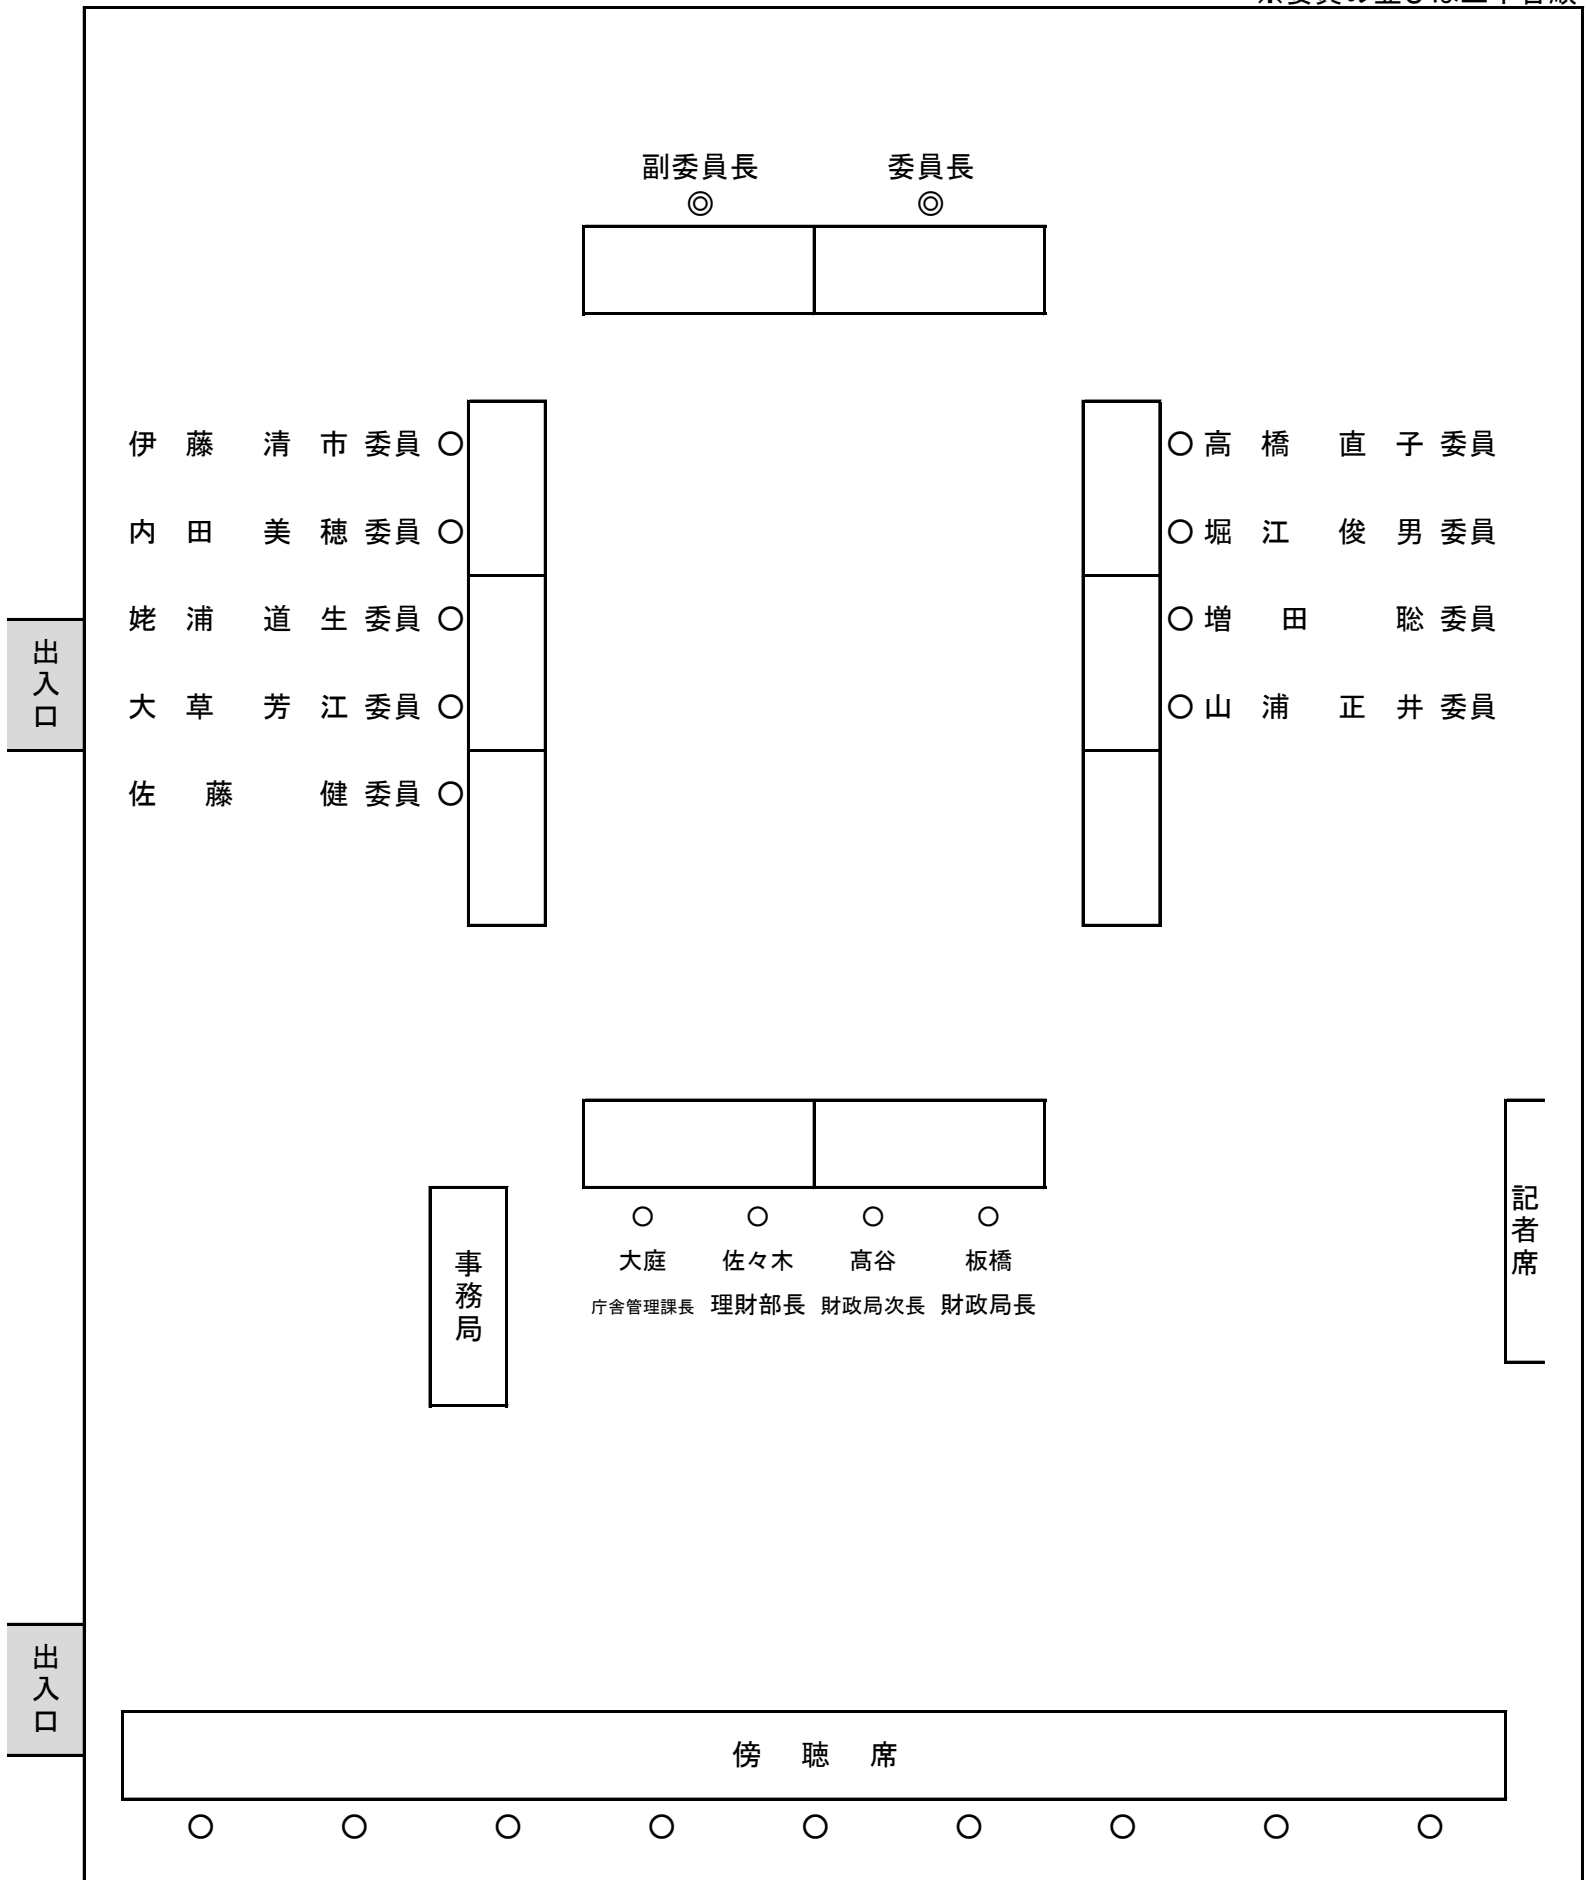 副委員長 委員長
◎ ◎
伊藤 清市 委員 ○ ○ 高橋 直子 委員
内田 美穂 委員 ○ ○ 堀江 俊男 委員
姥浦 道生 委員 ○ ○ 増田 聡 委員
出入口
大草 芳江 委員 ○ ○ 山浦 正井 委員
佐藤 健 委員 ○
記者席
事務局
○ ○ ○ ○
大庭 佐々木 髙谷 板橋
庁舎管理課長 理財部長 財政局次長 財政局長
出入口
傍聴席
○ ○ ○ ○ ○ ○ ○ ○ ○